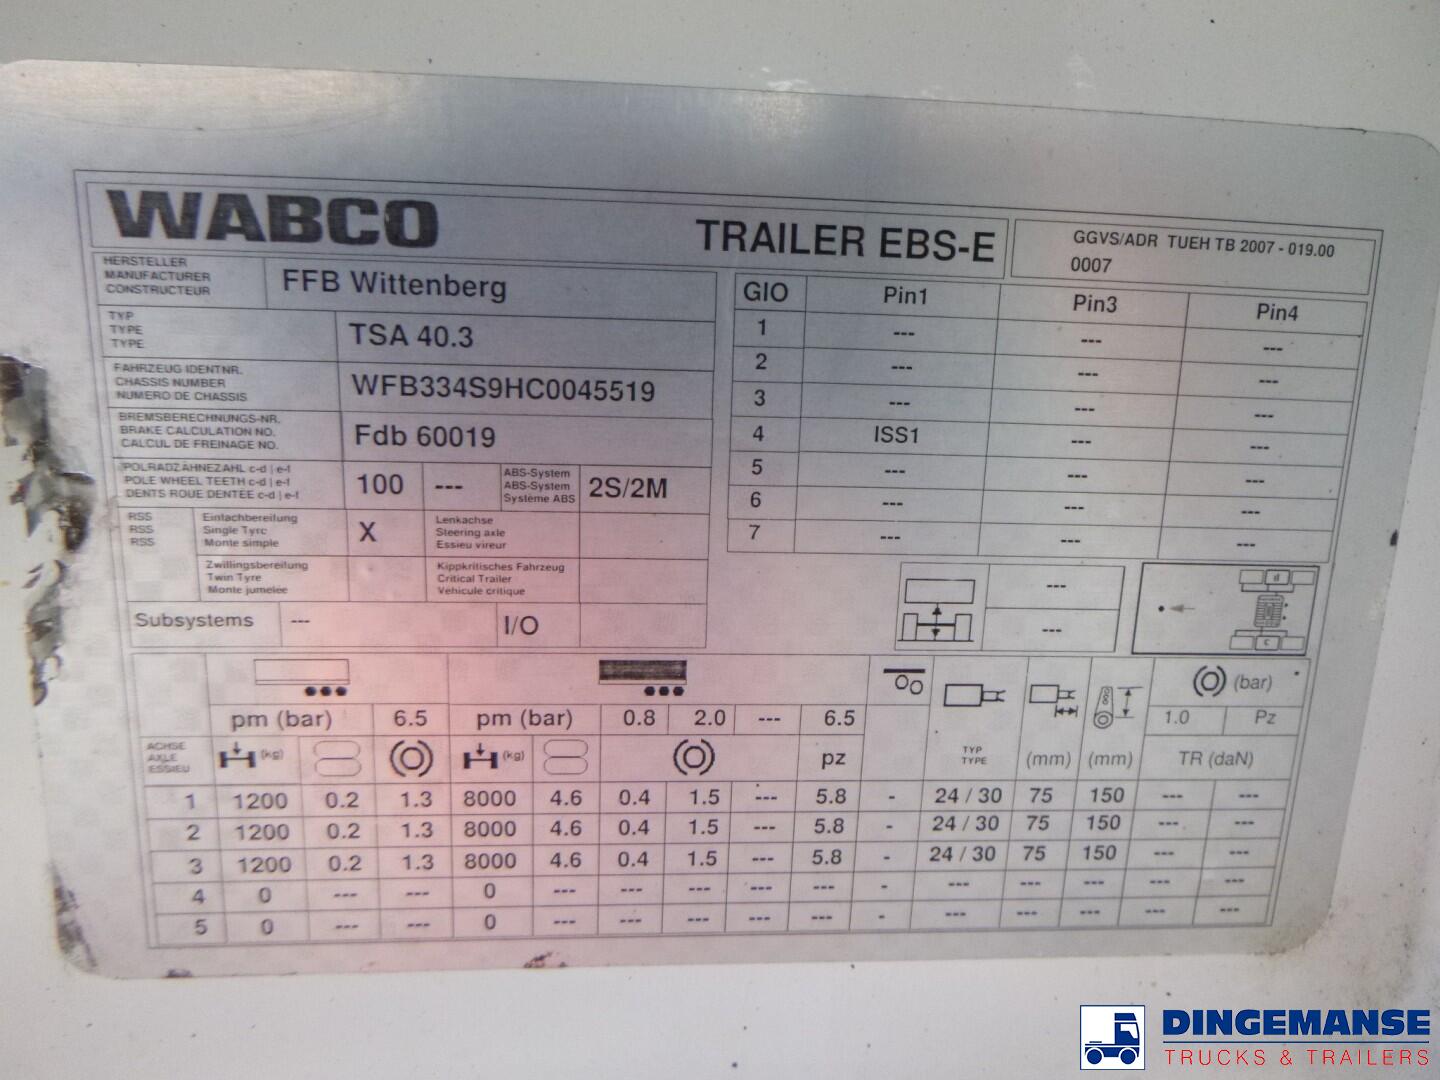 WABCO
TRAILER EBS-E
GGVS/ADR TUEH TB 2007 - 019.00
0007
HERSTELLER
MANUFACTURER
CONSTRUCTEUR
FFB Wittenberg
TYP
TYPE
TYPE
TSA 40.3
FAHRZEUG IDENTNR.
CHASSIS NUMBER
NUMERO DE CHASSIS
WFB334S9HC0045519
BREMSBERECHNUNGS-NR.
BRAKE CALCULATION NO.
CALCUL DE FREINAGE NO.
Fdb 60019
POLRADZÄHNEZAHL c-d | e-f
POLE WHEEL TEETH c-d | e-f
DENTS ROUE DENTEE c-d | e-f
100 ---
ABS-System
ABS-System
Systeme ABS
2S/2M
RSS
RSS
RSS
Einfachbereifung
Single Tyre
Monte simple
X
Lenkachse
Steering axle
Essieu vireur
Zwillingsbereifung
Twin Tyre
Monte jumelee
Kippkritisches Fahrzeug
Critical Trailer
Vehicule critique
Subsystems --- I/O
GIO Pin1 Pin3 Pin4
1 --- --- ---
2 --- --- ---
3 --- --- ---
4 ISS1 --- ---
5 --- --- ---
6 --- --- ---
7 --- --- ---
---
---
d
c
pm (bar) 6.5 pm (bar) 0.8 2.0 --- 6.5
(bar)
1.0 Pz
ACHSE
AXLE
ESSIEU
(kg) (kg) pz
TYP
TYPE
(mm) (mm) TR (daN)
1 1200 0.2 1.3 8000 4.6 0.4 1.5 --- 5.8 - 24 / 30 75 150 --- ---
2 1200 0.2 1.3 8000 4.6 0.4 1.5 --- 5.8 - 24 / 30 75 150 --- ---
3 1200 0.2 1.3 8000 4.6 0.4 1.5 --- 5.8 - 24 / 30 75 150 --- ---
4 0 --- --- 0 --- --- --- --- --- - --- --- --- --- ---
5 0 --- --- 0 --- --- --- --- --- - --- --- --- --- ---
DINGEMANSE
TRUCKS & TRAILERS